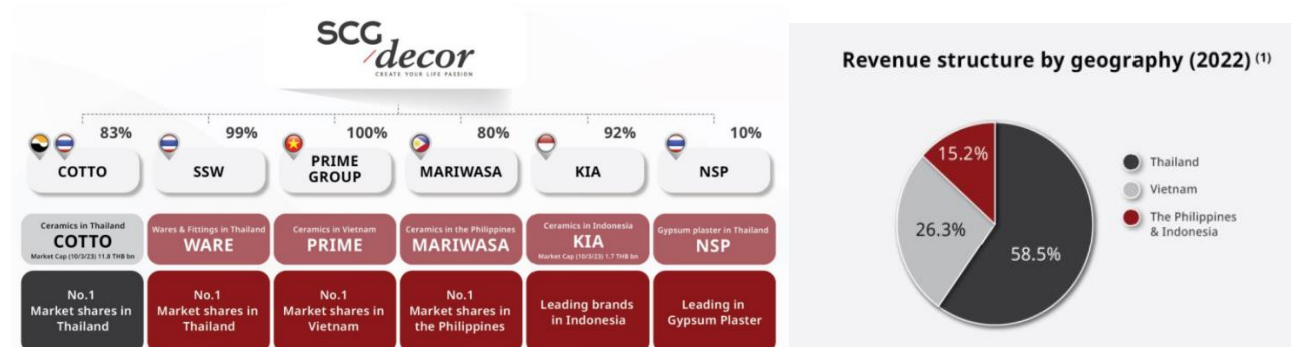 SCG
decor
CREATE YOUR LIFE PASSION
83%
99%
100%
80%
92%
10%
COTTO
SSW
PRIME
GROUP
MARIWASA
KIA
NSP
Ceramics in Thailand
COTTO
Market Cap (10/3/23) 11.8 THB bn
Wares & Fittings in Thailand
WARE
Ceramics in Vietnam
PRIME
Ceramics in the Philippines
MARIWASA
Ceramics in Indonesia
KIA
Market Cap (10/3/23) 1.7 THB bn
Gypsum plaster in Thailand
NSP
No.1
Market shares in
Thailand
No.1
Market shares in
Thailand
No.1
Market shares in
Vietnam
No.1
Market shares in
the Philippines
Leading brands
in Indonesia
Leading in
Gypsum Plaster
Revenue structure by geography (2022) (1)
15.2%
26.3%
58.5%
Thailand
Vietnam
The Philippines
& Indonesia